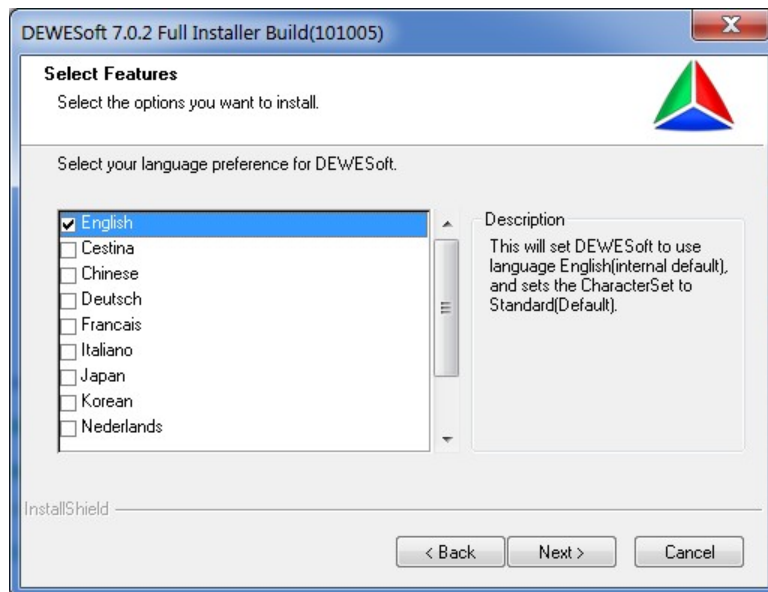 DEWESoft 7.0.2 Full Installer Build(101005)
X
Select Features
Select the options you want to install.
Select your language preference for DEWESoft.
English
Cestina
Chinese
Deutsch
Francais
Italiano
Japan
Korean
Nederlands
Description
This will set DEWESoft to use
language English(internal default),
and sets the CharacterSet to
Standard(Default).
InstallShield
< Back
Next >
Cancel